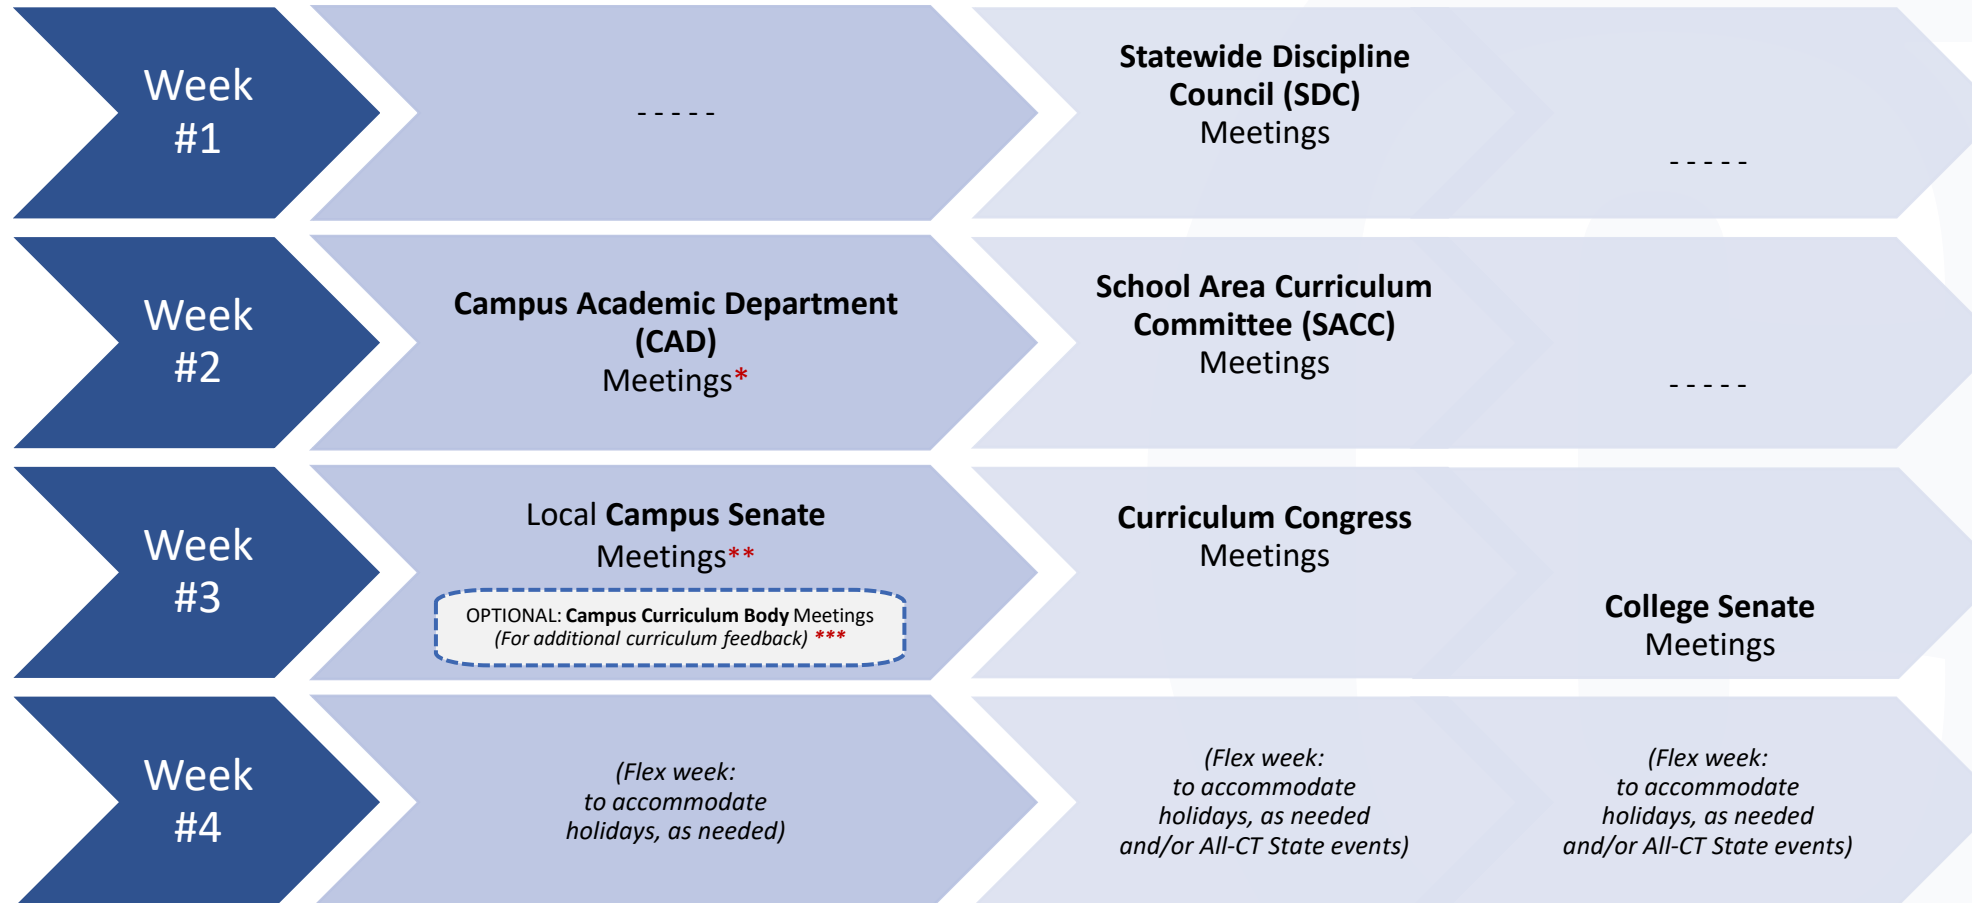 Week
#1
- - - - -
Statewide Discipline
Council (SDC)
Meetings
- - - - -
Week
#2
Campus Academic Department
(CAD)
Meetings*
School Area Curriculum
Committee (SACC)
Meetings
- - - - -
Week
#3
Local Campus Senate
Meetings**
OPTIONAL: Campus Curriculum Body Meetings
(For additional curriculum feedback) ***
Curriculum Congress
Meetings
College Senate
Meetings
Week
#4
(Flex week:
to accommodate
holidays, as needed)
(Flex week:
to accommodate
holidays, as needed
and/or All-CT State events)
(Flex week:
to accommodate
holidays, as needed
and/or All-CT State events)